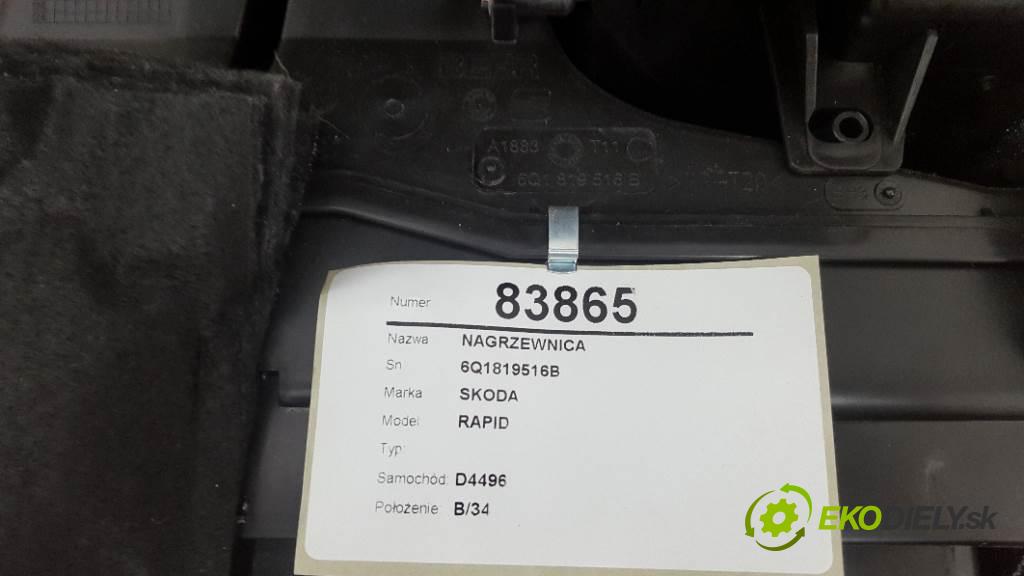 BEHR
A1883 T11
6Q1 819 516 B
Numer 83865
Nazwa NAGRZEWNICA
Sn 6Q1819516B
Marka SKODA
Model RAPID
Typ
Samochód: D4496
Położenie: B/34
EKODIELY.sk